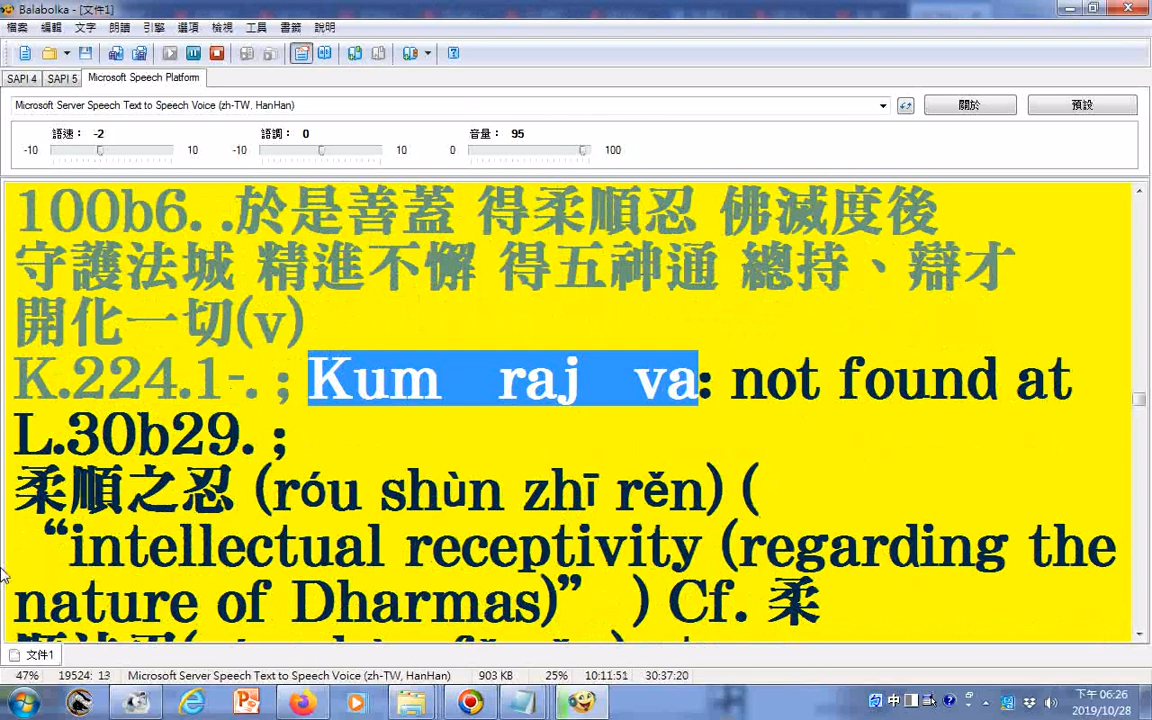 Balabolka - [文件1]
檔案 編輯 文字 朗讀 引擎 選項 檢視 工具 書籤 說明
SAPI 4 SAPI 5 Microsoft Speech Platform
Microsoft Server Speech Text to Speech Voice (zh-TW, HanHan) 關於 預設
語速： -2 語調： 0 音量： 95
-10 10 -10 10 0 100
100b6. .於是善蓋 得柔順忍 佛滅度後
守護法城 精進不懈 得五神通 總持、辯才
開化一切(v)
K.224.1-. ; Kum raj va: not found at
L.30b29. ;
柔順之忍 (róu shùn zhī rěn) (
“intellectual receptivity (regarding the
nature of Dharmas)” ) Cf. 柔
文件1
47% 19524: 13 Microsoft Server Speech Text to Speech Voice (zh-TW, HanHan) 903 KB 25% 10:11:51 30:37:20
中 下午 06:26
2019/10/28